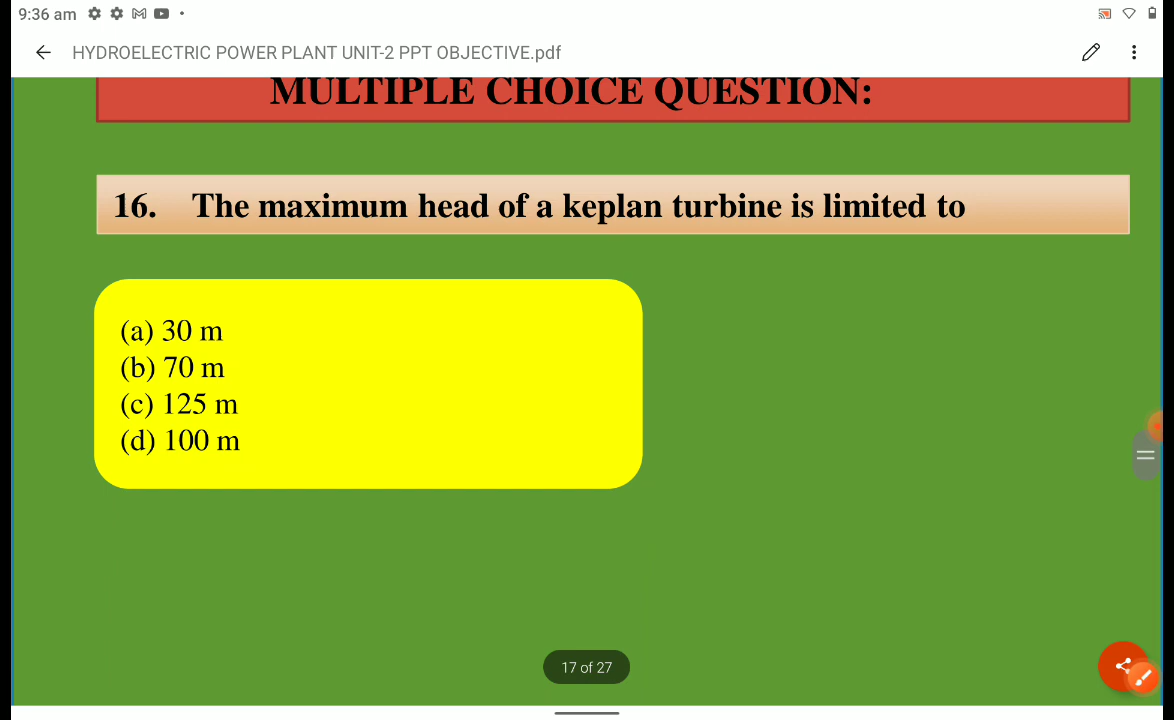 9:36 am
HYDROELECTRIC POWER PLANT UNIT-2 PPT OBJECTIVE.pdf
MULTIPLE CHOICE QUESTION:
16. The maximum head of a keplan turbine is limited to
(a) 30 m
(b) 70 m
(c) 125 m
(d) 100 m
17 of 27